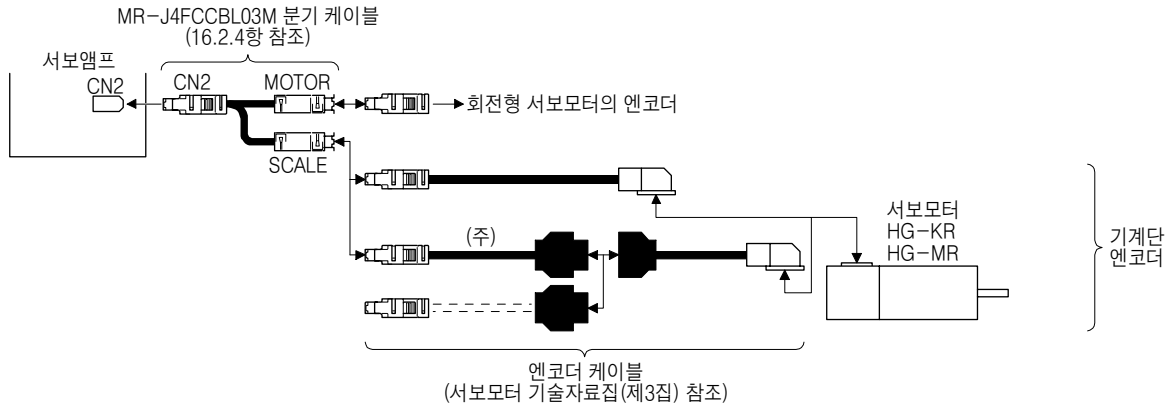 MR-J4FCCBL03M 분기 케이블
(16.2.4항 참조)
서보앰프
CN2
CN2
MOTOR
회전형 서보모터의 엔코더
SCALE
(주)
서보모터
HG-KR
HG-MR
기계단
엔코더
엔코더 케이블
(서보모터 기술자료집(제3집) 참조)